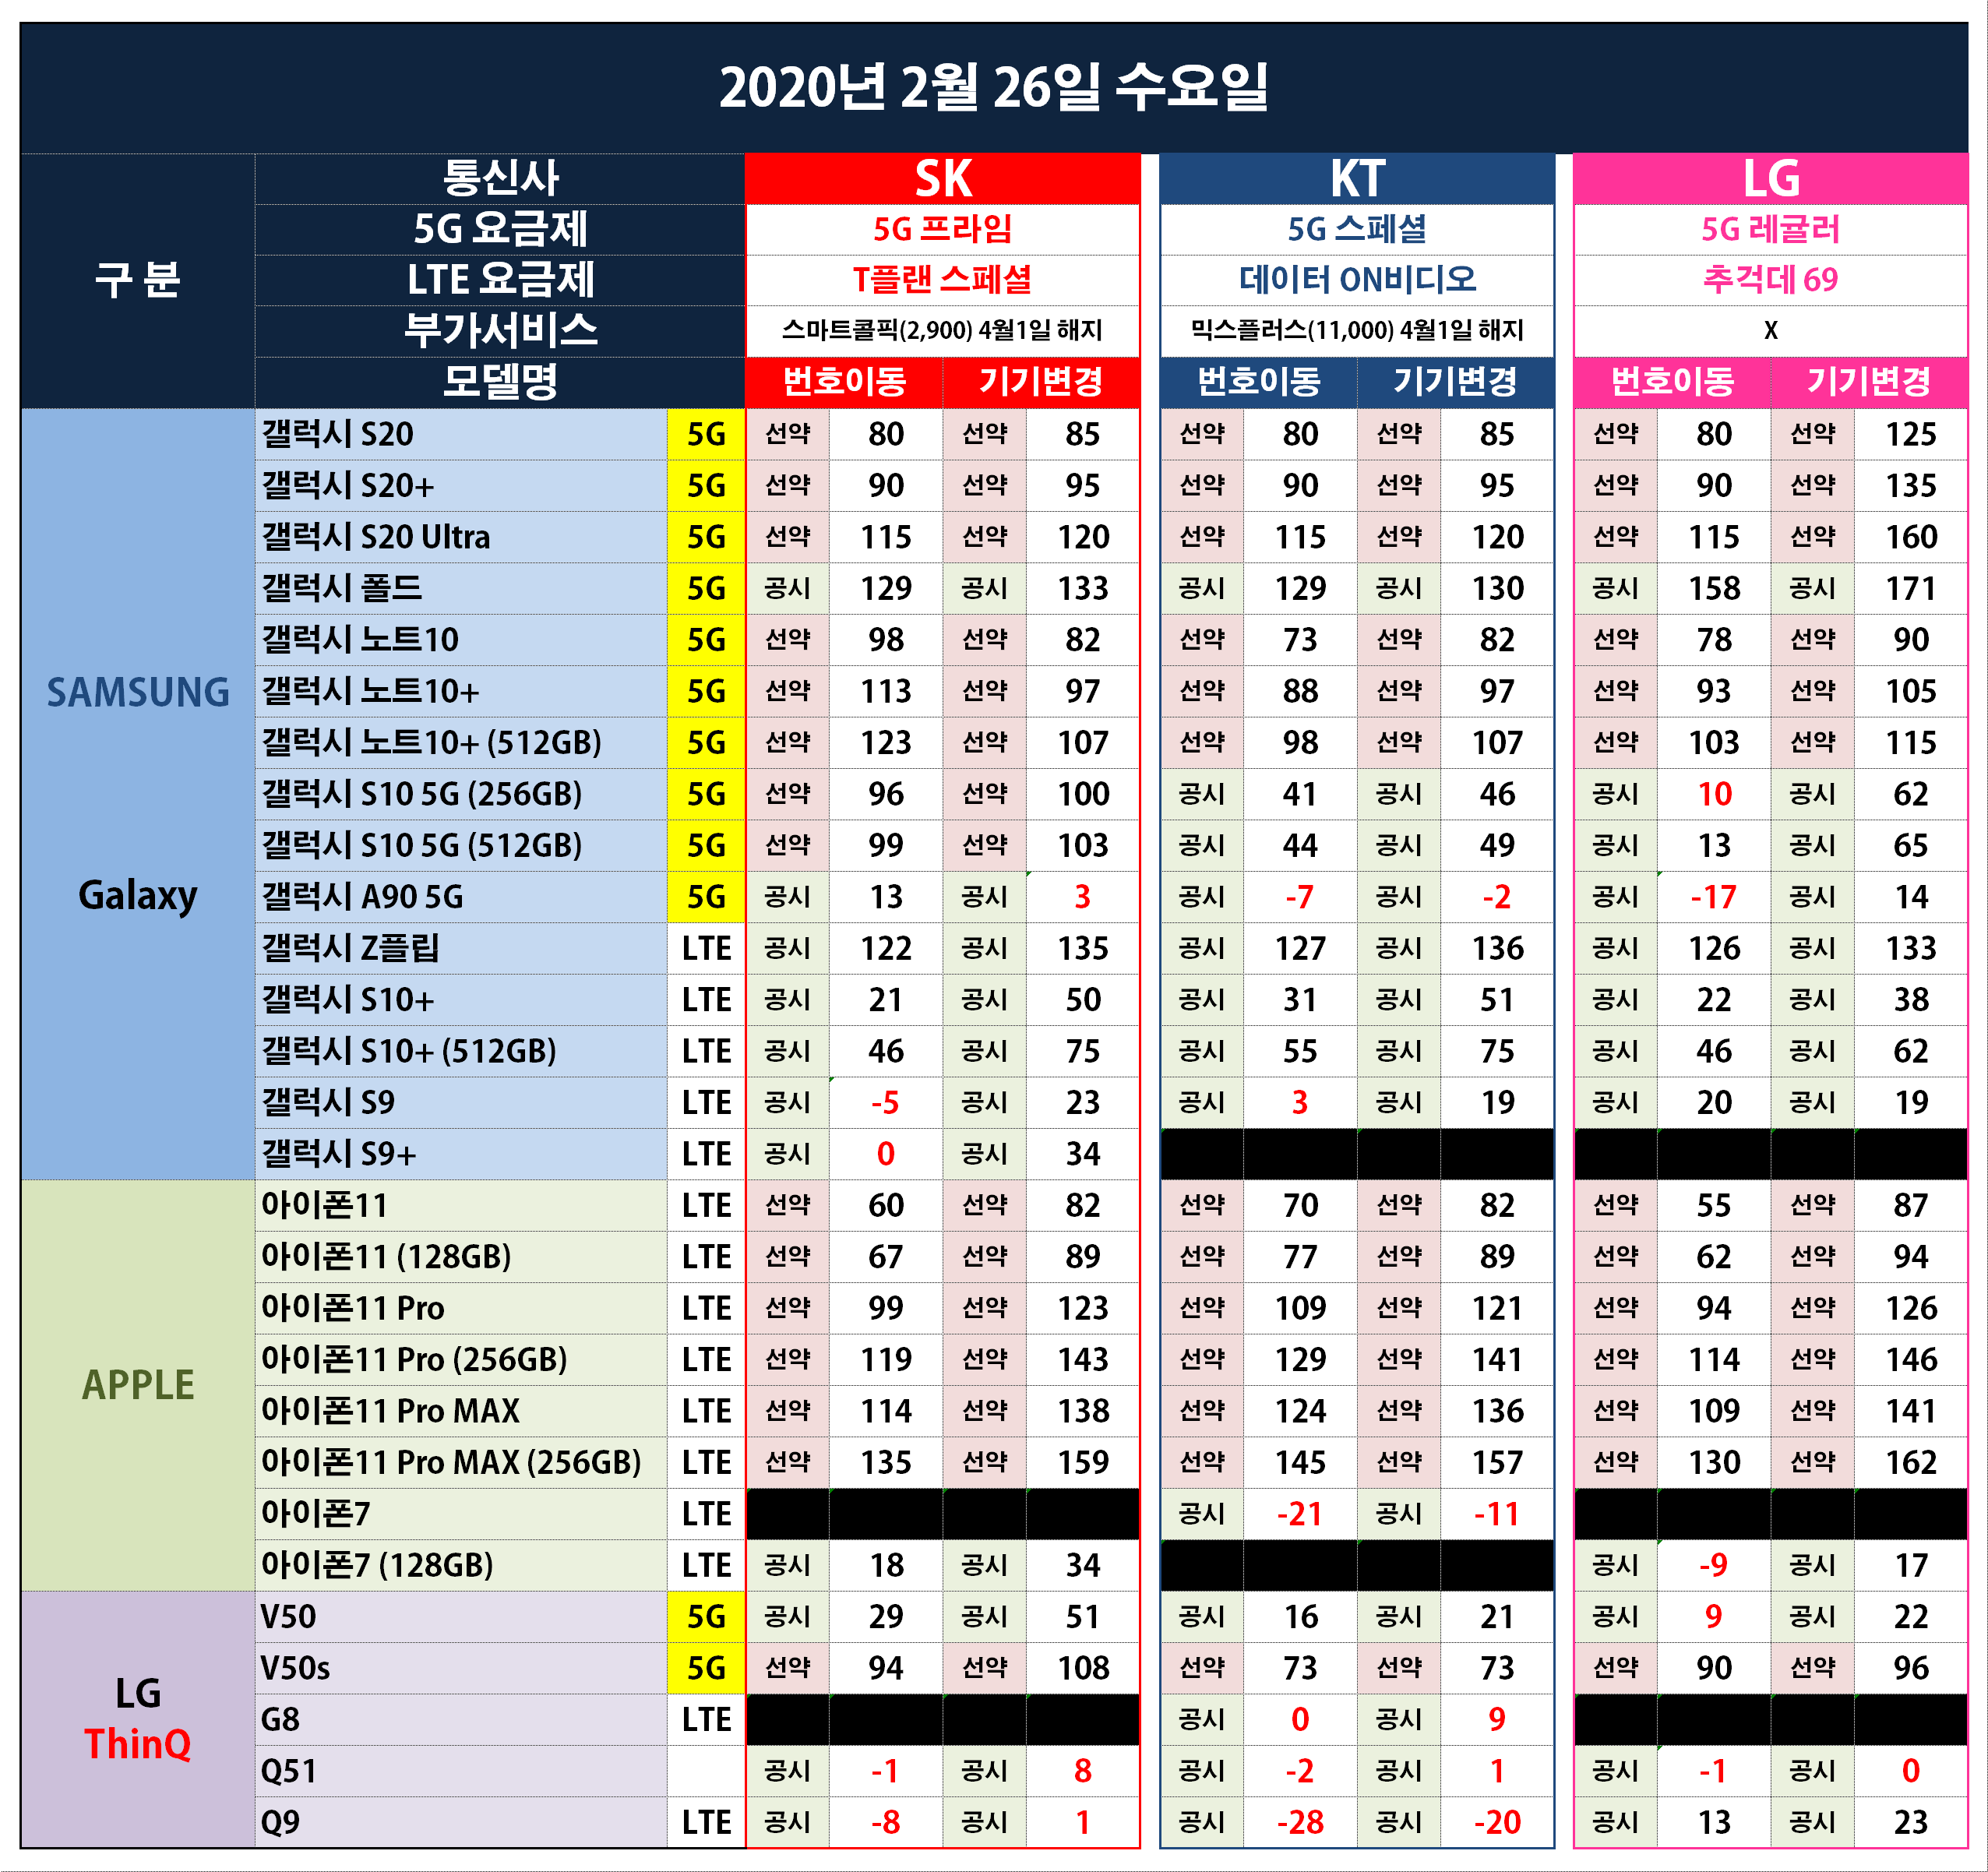 2020년 2월 26일 수요일
구 분
통신사 SK KT LG
5G 요금제 5G 프라임 5G 스페셜 5G 레귤러
LTE 요금제 T플랜 스페셜 데이터 ON비디오 추걱데 69
부가서비스 스마트콜픽(2,900) 4월1일 해지 믹스플러스(11,000) 4월1일 해지 X
모델명 번호이동 기기변경 번호이동 기기변경 번호이동 기기변경
SAMSUNG
Galaxy
갤럭시 S20 5G 선약 80 선약 85 선약 80 선약 85 선약 80 선약 125
갤럭시 S20+ 5G 선약 90 선약 95 선약 90 선약 95 선약 90 선약 135
갤럭시 S20 Ultra 5G 선약 115 선약 120 선약 115 선약 120 선약 115 선약 160
갤럭시 폴드 5G 공시 129 공시 133 공시 129 공시 130 공시 158 공시 171
갤럭시 노트10 5G 선약 98 선약 82 선약 73 선약 82 선약 78 선약 90
갤럭시 노트10+ 5G 선약 113 선약 97 선약 88 선약 97 선약 93 선약 105
갤럭시 노트10+ (512GB) 5G 선약 123 선약 107 선약 98 선약 107 선약 103 선약 115
갤럭시 S10 5G (256GB) 5G 선약 96 선약 100 공시 41 공시 46 공시 10 공시 62
갤럭시 S10 5G (512GB) 5G 선약 99 선약 103 공시 44 공시 49 공시 13 공시 65
갤럭시 A90 5G 5G 공시 13 공시 3 공시 -7 공시 -2 공시 -17 공시 14
갤럭시 Z플립 LTE 공시 122 공시 135 공시 127 공시 136 공시 126 공시 133
갤럭시 S10+ LTE 공시 21 공시 50 공시 31 공시 51 공시 22 공시 38
갤럭시 S10+ (512GB) LTE 공시 46 공시 75 공시 55 공시 75 공시 46 공시 62
갤럭시 S9 LTE 공시 -5 공시 23 공시 3 공시 19 공시 20 공시 19
갤럭시 S9+ LTE 공시 0 공시 34
APPLE
아이폰11 LTE 선약 60 선약 82 선약 70 선약 82 선약 55 선약 87
아이폰11 (128GB) LTE 선약 67 선약 89 선약 77 선약 89 선약 62 선약 94
아이폰11 Pro LTE 선약 99 선약 123 선약 109 선약 121 선약 94 선약 126
아이폰11 Pro (256GB) LTE 선약 119 선약 143 선약 129 선약 141 선약 114 선약 146
아이폰11 Pro MAX LTE 선약 114 선약 138 선약 124 선약 136 선약 109 선약 141
아이폰11 Pro MAX (256GB) LTE 선약 135 선약 159 선약 145 선약 157 선약 130 선약 162
아이폰7 LTE 공시 -21 공시 -11
아이폰7 (128GB) LTE 공시 18 공시 34 공시 -9 공시 17
LG
ThinQ
V50 5G 공시 29 공시 51 공시 16 공시 21 공시 9 공시 22
V50s 5G 선약 94 선약 108 선약 73 선약 73 선약 90 선약 96
G8 LTE 공시 0 공시 9
Q51 공시 -1 공시 8 공시 -2 공시 1 공시 -1 공시 0
Q9 LTE 공시 -8 공시 1 공시 -28 공시 -20 공시 13 공시 23